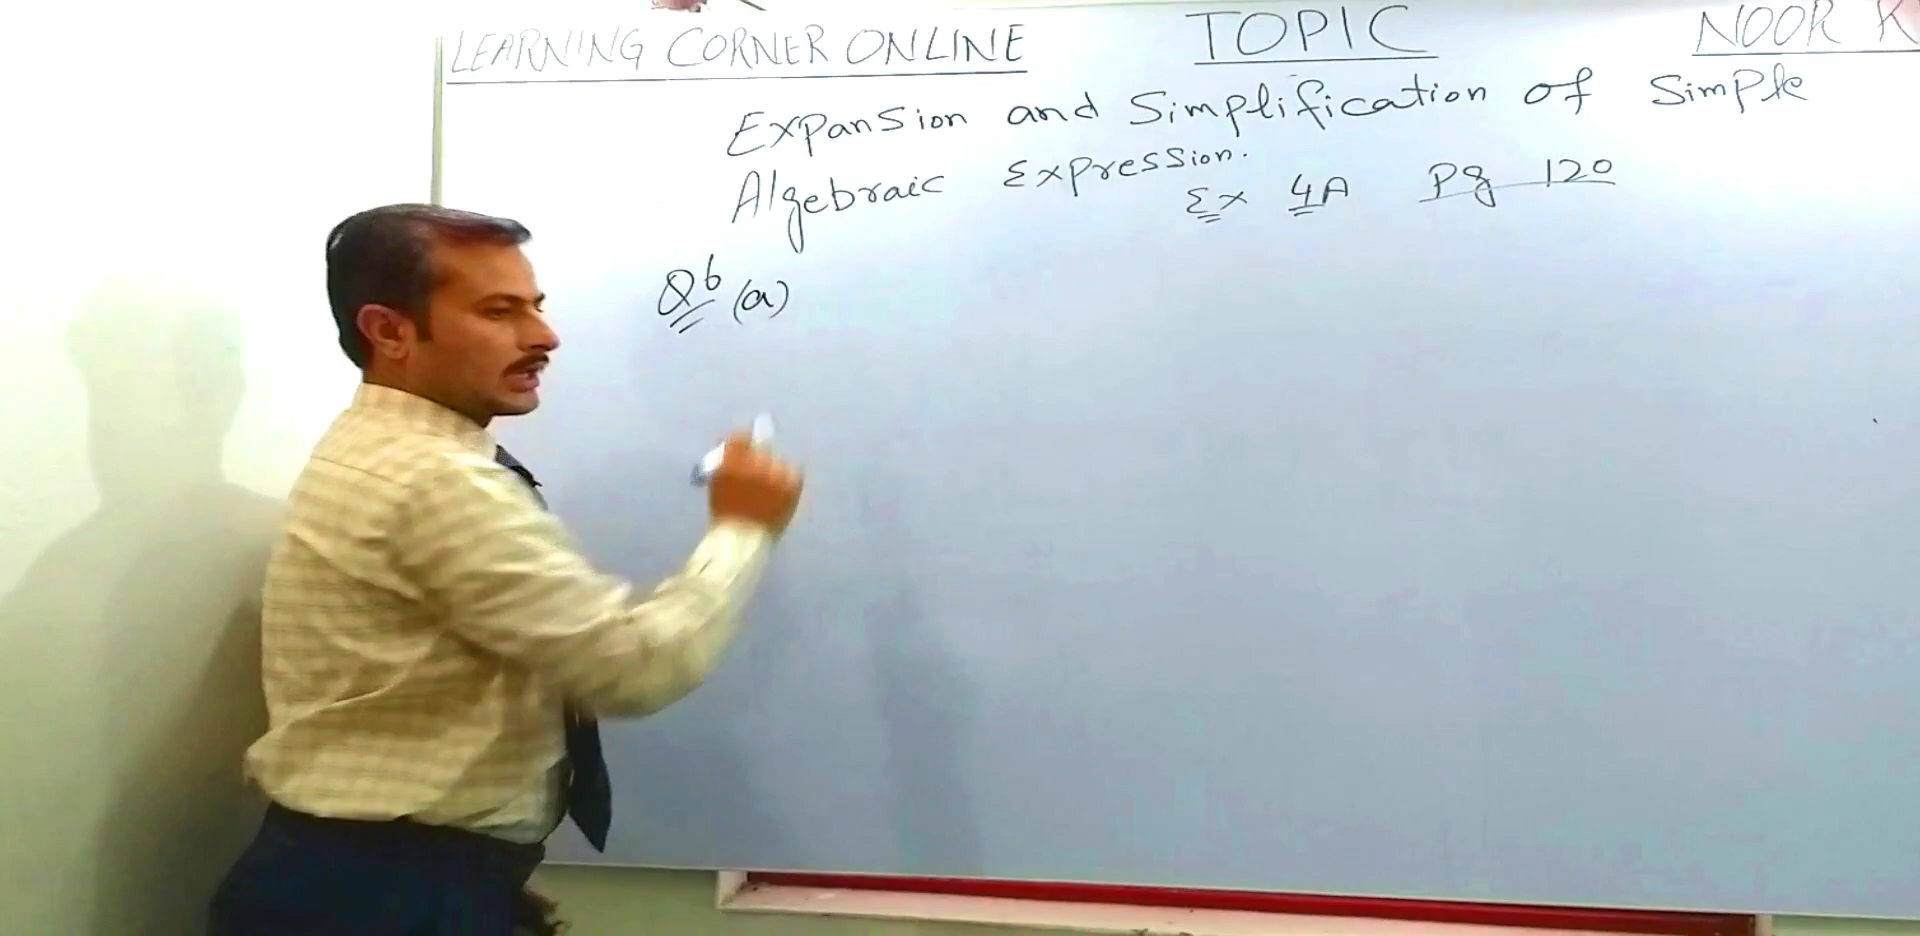 LEARNING CORNER ONLINE TOPIC NOOR K
Expansion and Simplification of Simple
Algebraic Expression.
Ex 4A Pg 120
Q6 (a)